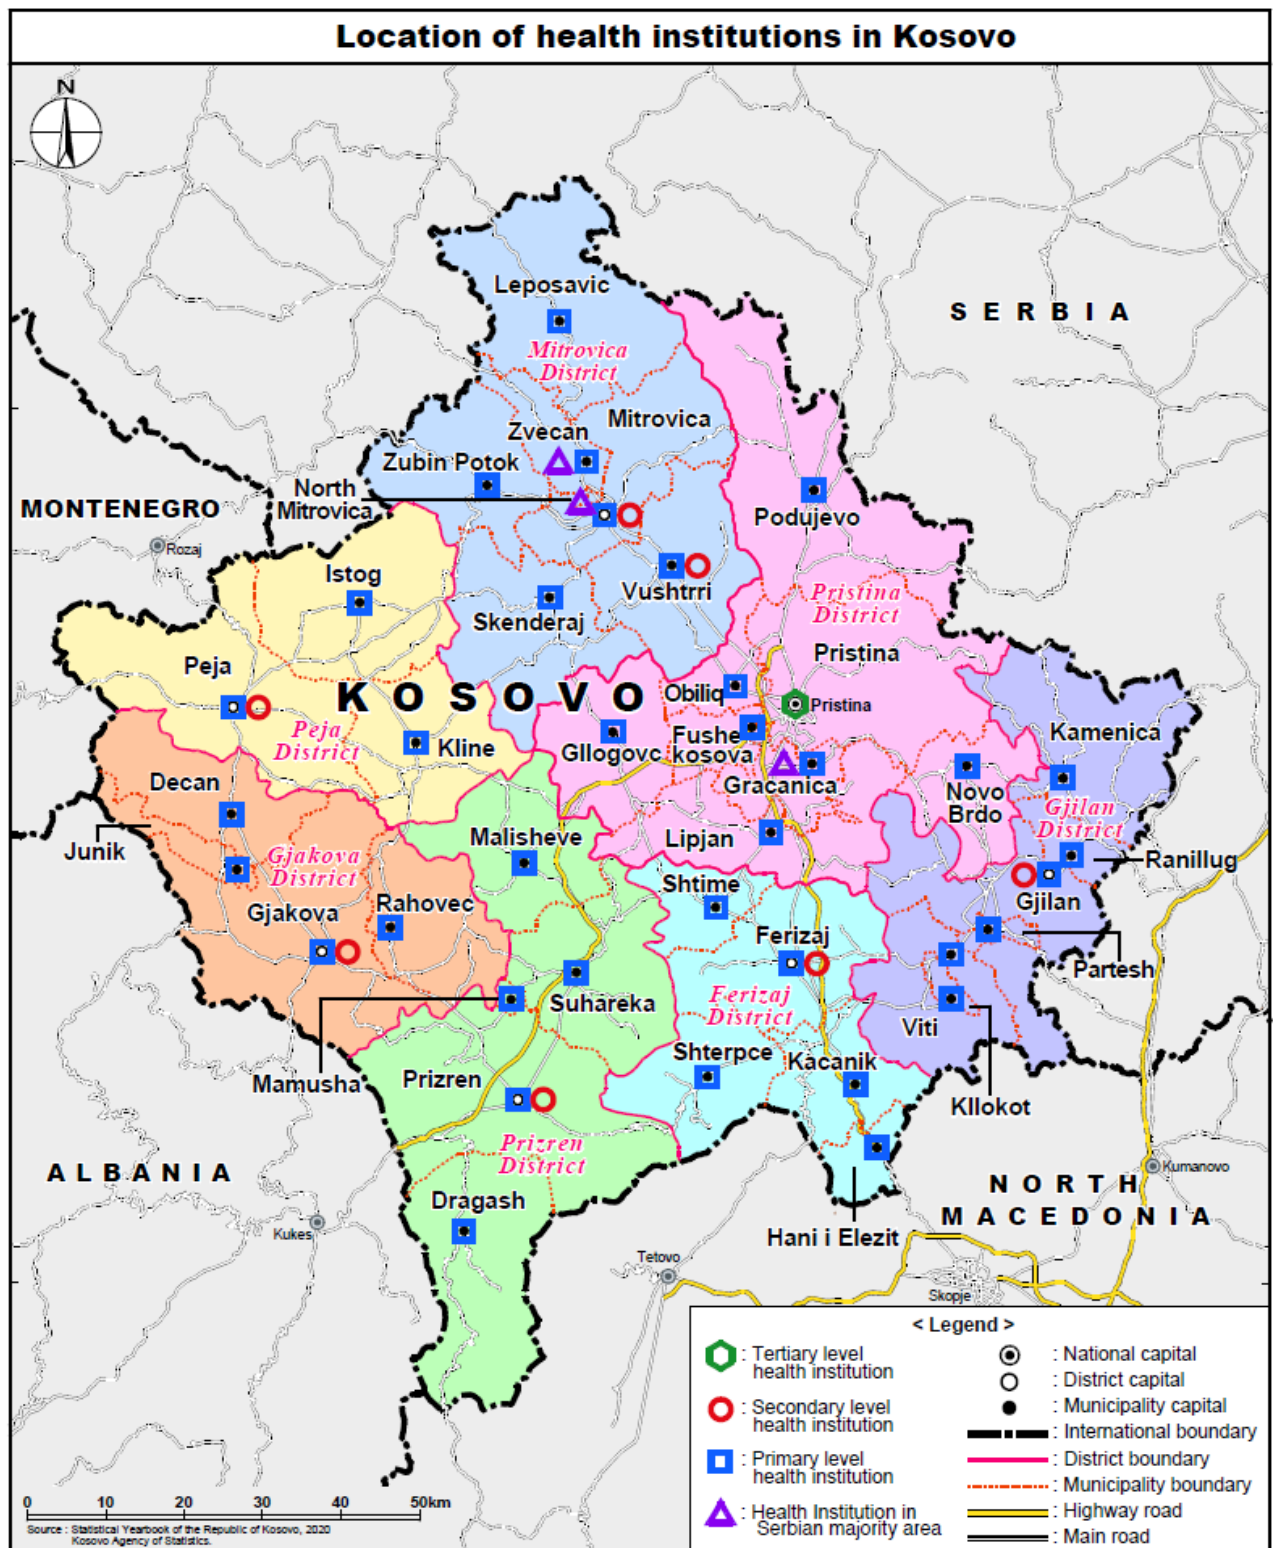 Location of health institutions in Kosovo
N
Leposavic
SERBIA
Mitrovica
District
Mitrovica
Zvecan
Zubin Potok
North
Mitrovica
MONTENEGRO
Rozaj
Podujevo
Istog
Vushtrri
Pristina
District
Skenderaj
Peja
Pristina
KOSOVO
Obiliq
Pristina
Peja
District
Kline
Gllogovc
Fushe
kosova
Kamenica
Decan
Gracanica
Novo
Brdo
Gjilan
District
Malisheve
Lipjan
Junik
Gjakova
District
Ranillug
Shtime
Gjakova
Rahovec
Gjilan
Ferizaj
Partesh
Suhareka
Ferizaj
District
Viti
Mamusha
Prizren
Shterpce
Kacanik
Kllokot
Prizren
District
ALBANIA
Kumanovo
NORTH
MACEDONIA
Dragash
Kukes
Hani i Elezit
Tetovo
Skopje
< Legend >
: Tertiary level
health institution
: Secondary level
health institution
: Primary level
health institution
: Health Institution in
Serbian majority area
: National capital
: District capital
: Municipality capital
: International boundary
: District boundary
: Municipality boundary
: Highway road
: Main road
0 10 20 30 40 50km
Source : Statistical Yearbook of the Republic of Kosovo, 2020
Kosovo Agency of Statistics.